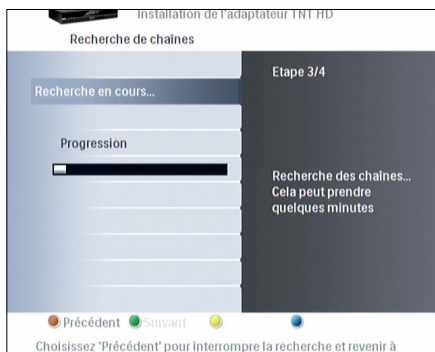 Installation de l'adaptateur TNT HD
Recherche de chaînes
Etape 3/4
Recherche en cours...
Progression
Recherche des chaînes...
Cela peut prendre
quelques minutes
Précédent Suivant
Choisissez 'Précédent' pour interrompre la recherche et revenir à